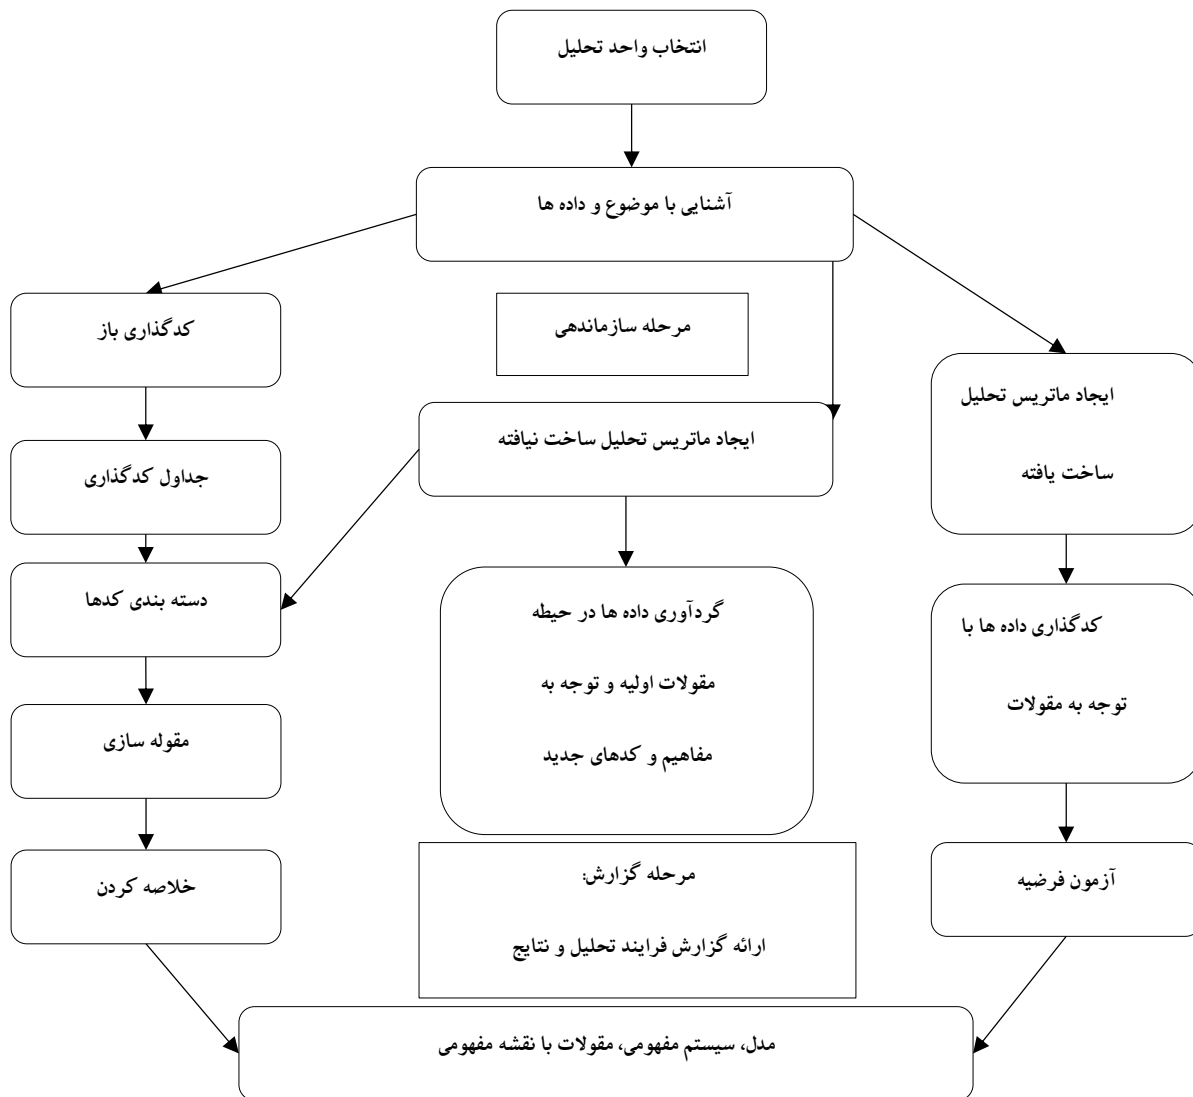 انتخاب واحد تحلیل
آشنایی با موضوع و داده ها
کدگذاری باز
مرحله سازماندهی
ایجاد ماتریس تحلیل
ساخت یافته
ایجاد ماتریس تحلیل ساخت نیافته
جداول کدگذاری
دسته بندی کدها
گردآوری داده ها در حیطه
مقولات اولیه و توجه به
مفاهیم و کدهای جدید
کدگذاری داده ها با
توجه به مقولات
مقوله سازی
خلاصه کردن
مرحله گزارش:
ارائه گزارش فرایند تحلیل و نتایج
آزمون فرضیه
مدل، سیستم مفهومی، مقولات با نقشه مفهومی